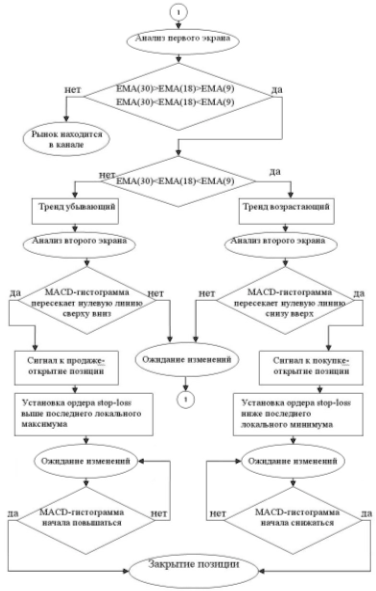 1
Анализ первого экрана
EMA(30)>EMA(18)>EMA(9)
EMA(30)<EMA(18)<EMA(9)
нет
да
Рынок находится
в канале
EMA(30)<EMA(18)<EMA(9)
нет
да
Тренд убывающий
Тренд возрастающий
Анализ второго экрана
Анализ второго экрана
да
MACD-гистограмма
пересекает нулевую линию
сверху вниз
нет
нет
MACD-гистограмма
пересекает нулевую линию
снизу вверх
да
Ожидание изменений
1
Сигнал к продаже-
открытие позиции
Сигнал к покупке-
открытие позиции
Установка ордера stop-loss
выше последнего локального
максимума
Установка ордера stop-loss
ниже последнего
локального минимума
Ожидание изменений
Ожидание изменений
да
MACD-гистограмма
начала повышаться
нет
нет
MACD-гистограмма
начала снижаться
да
Закрытие позиции